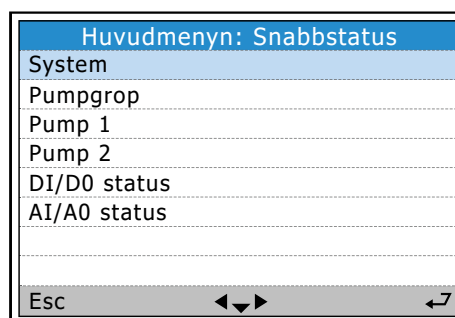 Huvudmenyn: Snabbstatus
System
Pumpgrop
Pump 1
Pump 2
DI/D0 status
AI/A0 status
Esc